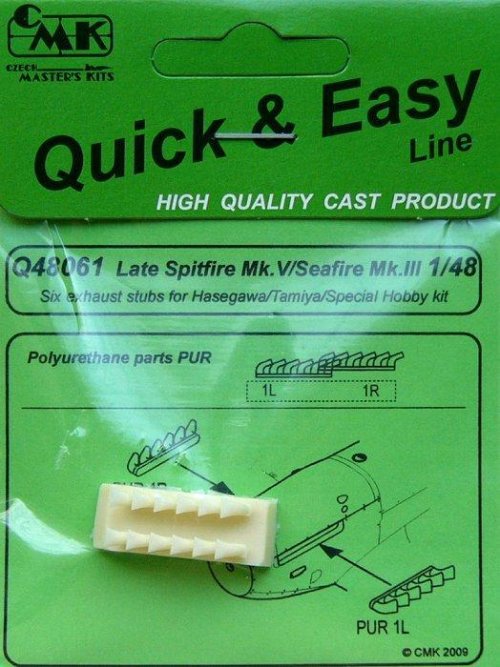 CMK
CZECH
MASTER'S KITS
Quick & Easy
Line
HIGH QUALITY CAST PRODUCT
Q48061 Late Spitfire Mk.V/Seafire Mk.III 1/48
Six exhaust stubs for Hasegawa/Tamiya/Special Hobby kit
Polyurethane parts PUR
1L 1R
PUR 1R
PUR 1L
© CMK 2009